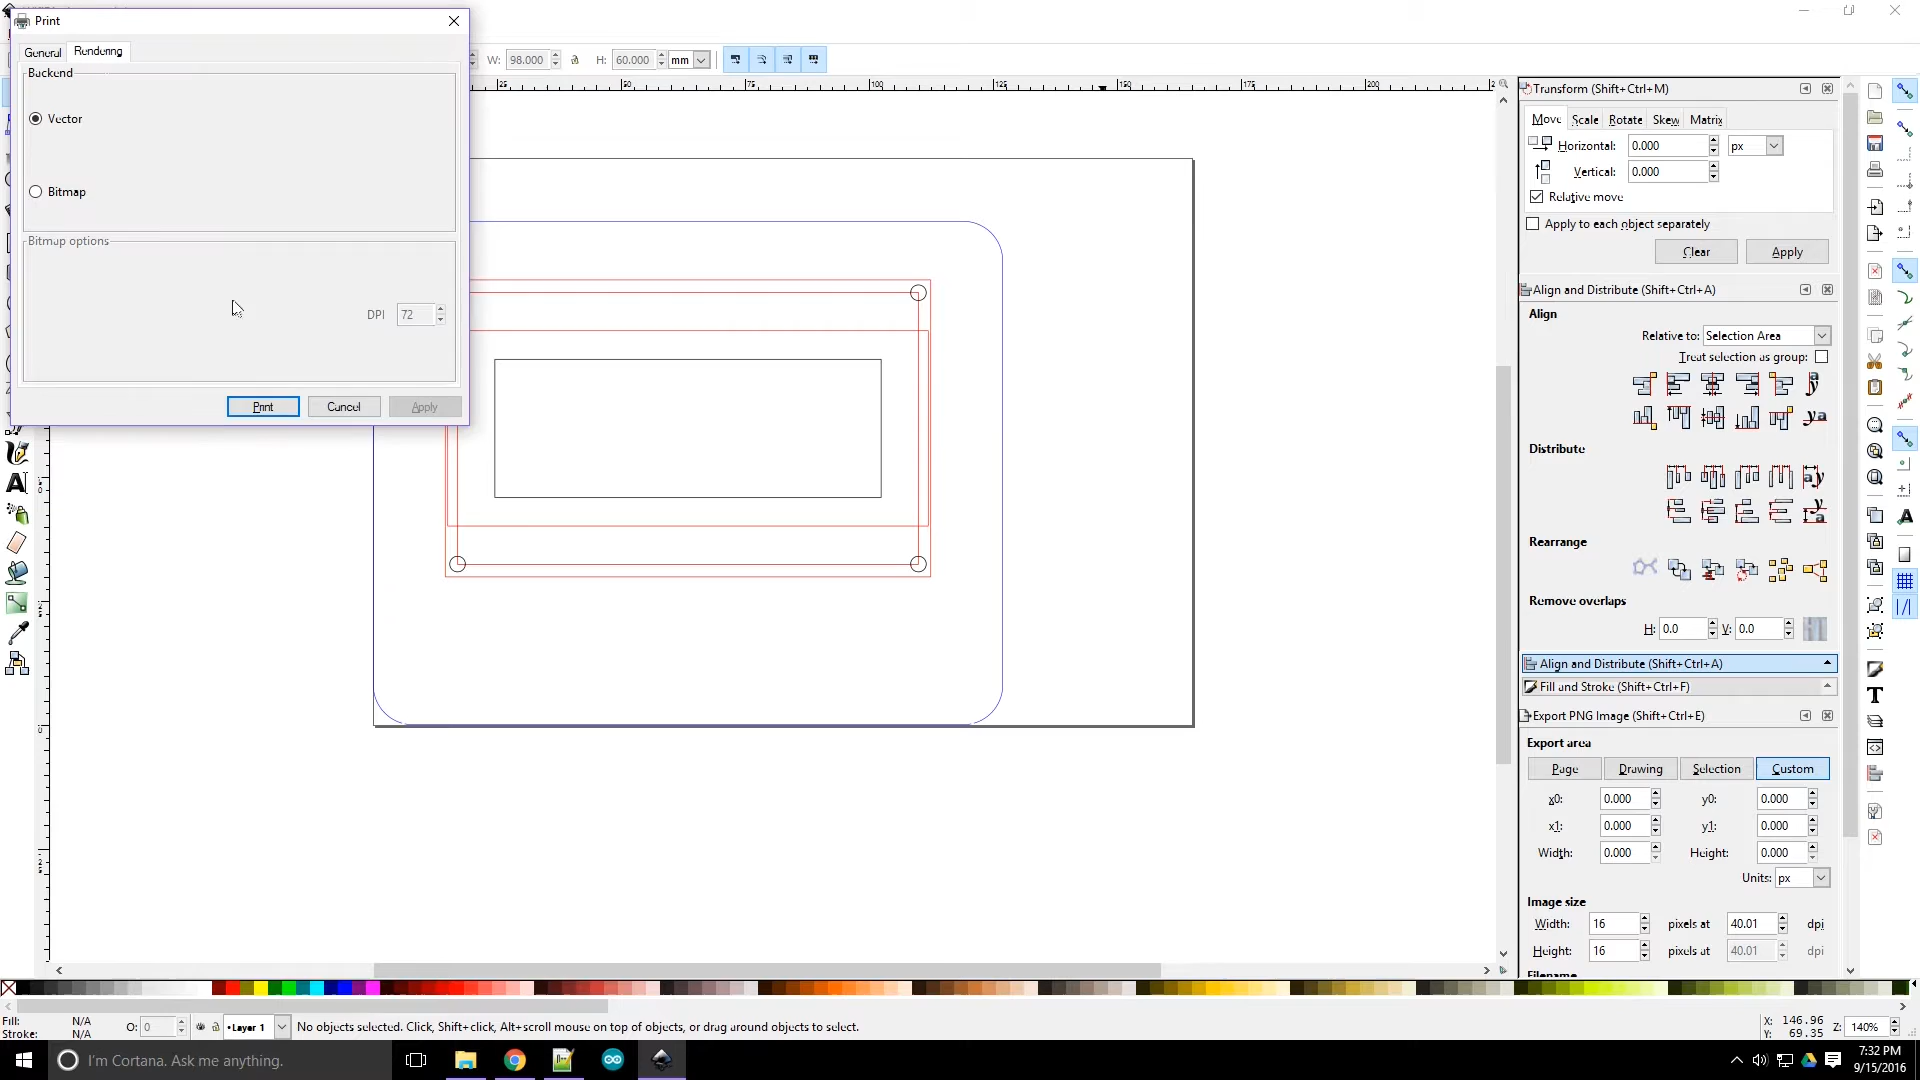 Print
General
Rendering
Backend
Vector
Bitmap
Bitmap options
DPI 72
Print Cancel Apply
W: 98.000 H: 60.000 mm
25 50 75 100 125 150 175 200
Transform (Shift+Ctrl+M)
Move Scale Rotate Skew Matrix
Horizontal: 0.000 px
Vertical: 0.000
Relative move
Apply to each object separately
Clear Apply
Align and Distribute (Shift+Ctrl+A)
Align
Relative to: Selection Area
Treat selection as group:
Distribute
Rearrange
Remove overlaps
H: 0.0 V: 0.0
Align and Distribute (Shift+Ctrl+A)
Fill and Stroke (Shift+Ctrl+F)
Export PNG Image (Shift+Ctrl+E)
Export area
Page Drawing Selection Custom
x0: 0.000 y0: 0.000
x1: 0.000 y1: 0.000
Width: 0.000 Height: 0.000
Units: px
Image size
Width: 16 pixels at 40.01 dpi
Height: 16 pixels at 40.01 dpi
Filename
Fill: N/A
Stroke: N/A
O: 0
•Layer 1
No objects selected. Click, Shift+click, Alt+scroll mouse on top of objects, or drag around objects to select.
X: 146.96
Y: 69.35
Z: 140%
I'm Cortana. Ask me anything.
7:32 PM
9/15/2016